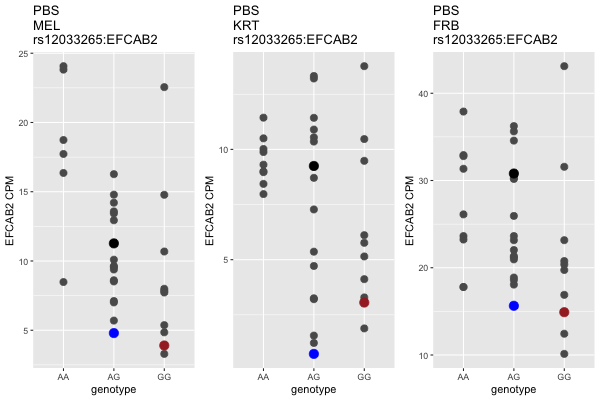 PBS
MEL
rs12033265:EFCAB2
EFCAB2 CPM
25
20
15
10
5
AA AG GG
genotype
PBS
KRT
rs12033265:EFCAB2
EFCAB2 CPM
10
5
AA AG GG
genotype
PBS
FRB
rs12033265:EFCAB2
EFCAB2 CPM
40
30
20
10
AA AG GG
genotype